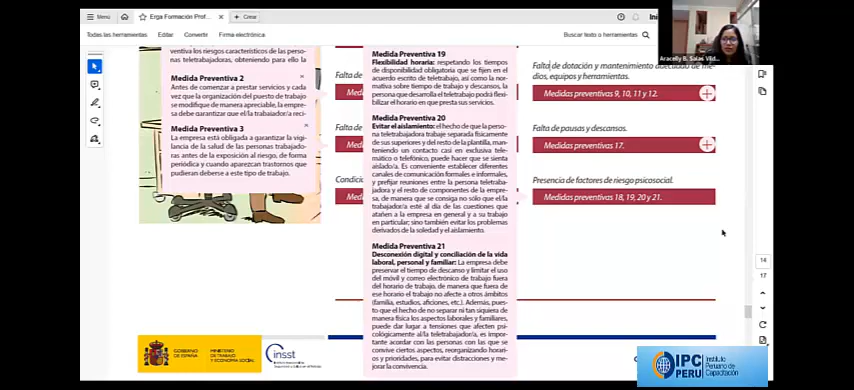 Menú
Erga Formación Prof...
Crear
Todas las herramientas
Editar
Convertir
Firma electrónica
Buscar texto o herramientas
Aracelly B. Salas Vild...
ventiva los riesgos característicos de las perso-
nas teletrabajadoras, obteniendo para ello la
Medida Preventiva 2
Antes de comenzar a prestar servicios y cada
vez que la organización del puesto de trabajo
se modifique de manera apreciable, la empre-
sa debe garantizar que el/la trabajador/a reci-
Medida Preventiva 3
La empresa está obligada a garantizar la vigi-
lancia de la salud de las personas trabajado-
ras antes de la exposición al riesgo, de forma
periódica y cuando aparezcan trastornos que
pudieran deberse a este tipo de trabajo.
Falta de
Med
Falta de
Med
Condicio
Med
Medida Preventiva 19
Flexibilidad horaria: respetando los tiempos
de disponibilidad obligatoria que se fijen en el
acuerdo escrito de teletrabajo, así como la nor-
mativa sobre tiempo de trabajo y descanso, la
persona que desarrolla el teletrabajo podrá flexi-
bilizar el horario en que presta sus servicios.
Medida Preventiva 20
Evitar el aislamiento: el hecho de que la perso-
na teletrabajadora trabaje separada físicamente
de sus superiores y del resto de la plantilla, man-
teniendo un contacto casi en exclusiva tele-
mático o telefónico, puede hacer que se sienta
aislado/a. Es conveniente establecer diferentes
canales de comunicación formales e informales,
y prefijar reuniones entre la persona teletraba-
jadora y el resto de componentes de la empre-
sa, de manera que se consiga no sólo que el/la
trabajador/a esté al día de las cuestiones que
atañen a la empresa en general y a su trabajo
en particular; sino también evitar los problemas
derivados de la soledad y el aislamiento.
Medida Preventiva 21
Desconexión digital y conciliación de la vida
laboral, personal y familiar: La empresa debe
preservar el tiempo de descanso y limitar el uso
del móvil y correo electrónico de trabajo fuera
del horario de trabajo, de manera que fuera de
ese horario el trabajo no afecte a otros ámbitos
(familia, estudios, aficiones, etc.). Además, pues-
to que el hecho de no separar ni tan siquiera de
manera física los aspectos laborales y familiares,
puede dar lugar a tensiones que afecten psi-
cológicamente al/la teletrabajador/a, es impor-
tante acordar con las personas con las que se
convive ciertos aspectos, reorganizando horari-
os y prioridades, para evitar distracciones y me-
jorar la convivencia.
Falta de dotación y mantenimiento adecuado de me-
dios, equipos y herramientas.
Medidas preventivas 9, 10, 11 y 12.
Falta de pausas y descansos.
Medidas preventivas 17.
Presencia de factores de riesgo psicosocial.
Medidas preventivas 18, 19, 20 y 21.
14
17
GOBIERNO
DE ESPAÑA
MINISTERIO
DE TRABAJO
Y ECONOMÍA SOCIAL
insst
IPC
PERU
Instituto
Peruano de
Capacitación